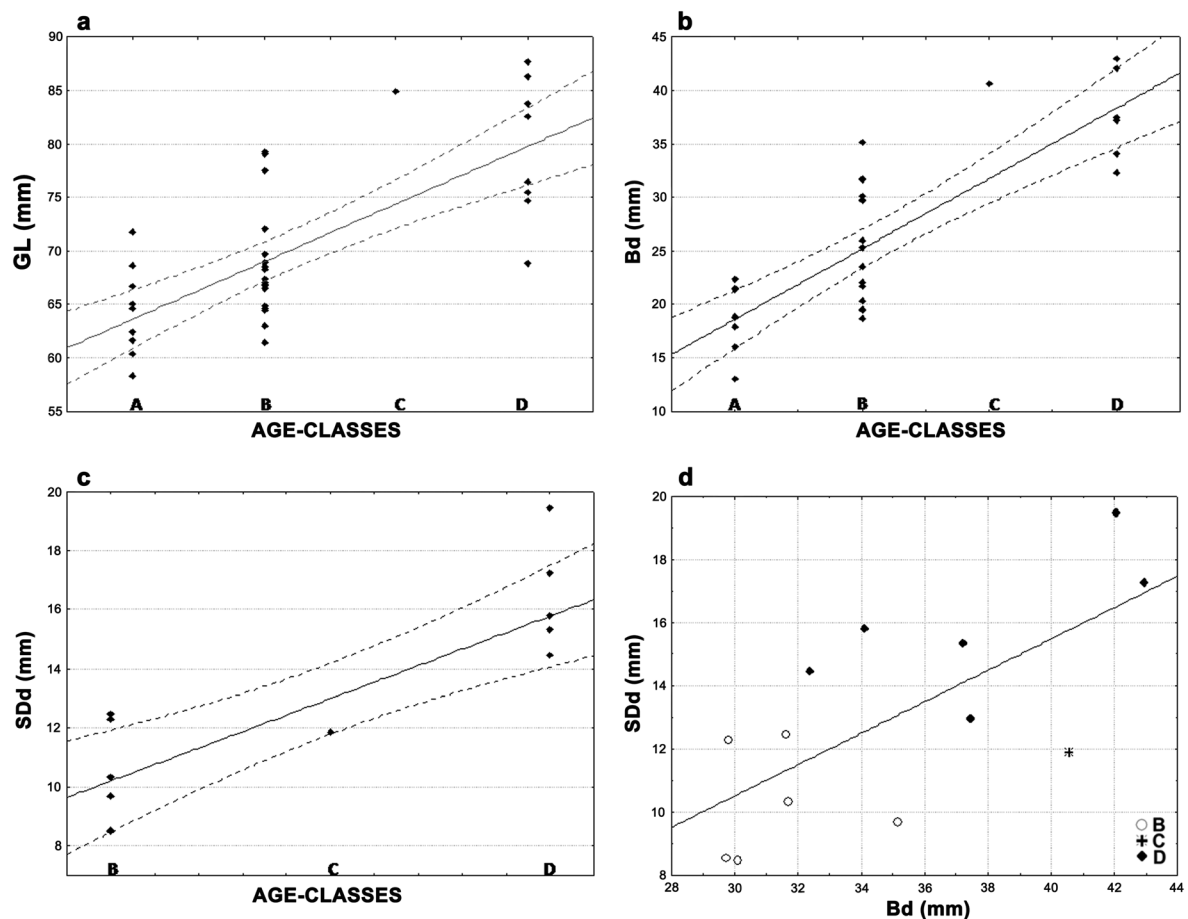 a
90
85
80
75
70
65
60
55
GL (mm)
A B C D
AGE-CLASSES
b
45
40
35
30
25
20
15
10
Bd (mm)
A B C D
AGE-CLASSES
c
20
18
16
14
12
10
8
SDd (mm)
B C D
AGE-CLASSES
d
20
18
16
14
12
10
8
SDd (mm)
B
C
D
28 30 32 34 36 38 40 42 44
Bd (mm)